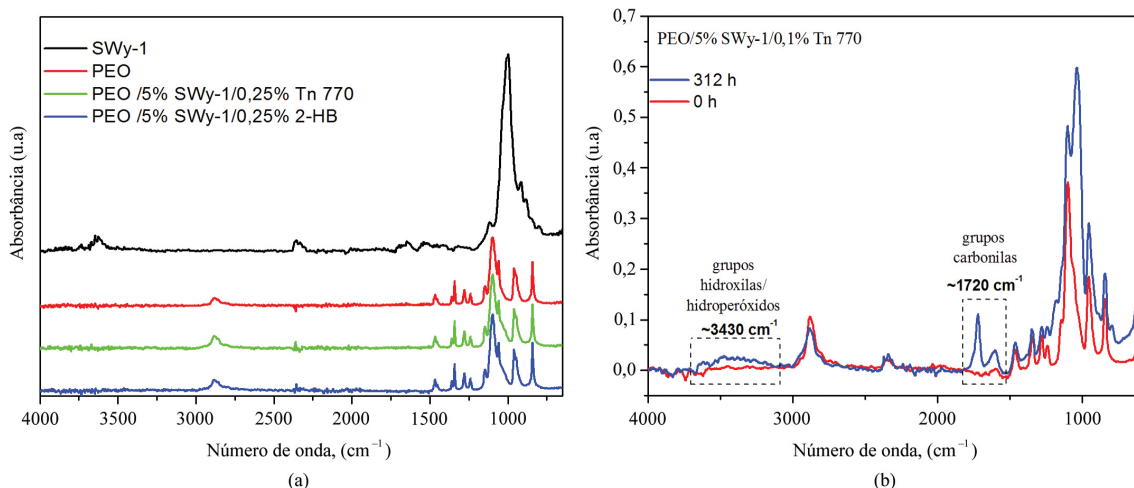 SWy-1
PEO
PEO /5% SWy-1/0,25% Tn 770
PEO /5% SWy-1/0,25% 2-HB
Absorbância (u.a)
4000 3500 3000 2500 2000 1500 1000
Número de onda, (cm⁻¹)
(a)
PEO/5% SWy-1/0,1% Tn 770
312 h
0 h
Absorbância (u.a)
0,7
0,6
0,5
0,4
0,3
0,2
0,1
0,0
grupos
hidroxilas/
hidroperóxidos
~3430 cm⁻¹
grupos
carbonilas
~1720 cm⁻¹
4000 3000 2000 1000
Número de onda, (cm⁻¹)
(b)